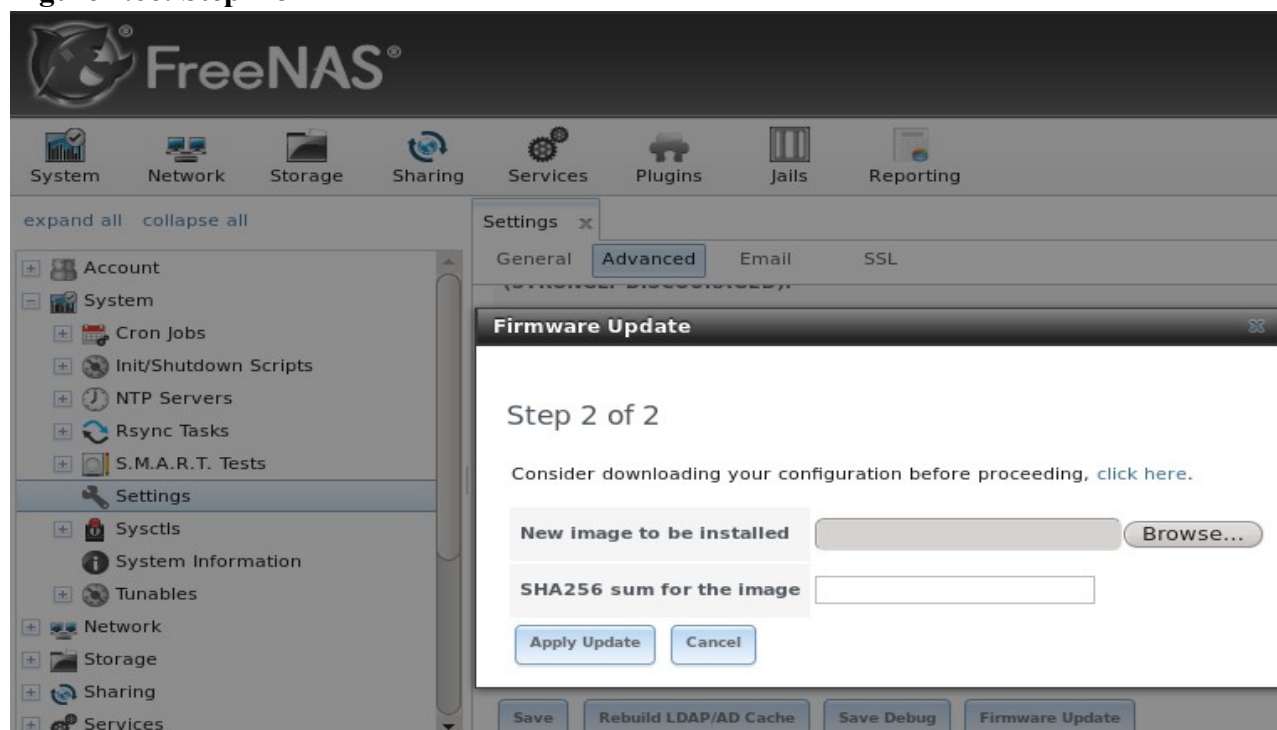 FreeNAS®
System Network Storage Sharing Services Plugins Jails Reporting
expand all collapse all
Settings x
General Advanced Email SSL
Account
System
Cron Jobs
Init/Shutdown Scripts
NTP Servers
Rsync Tasks
S.M.A.R.T. Tests
Settings
Sysctls
System Information
Tunables
Network
Storage
Sharing
Services
Firmware Update
Step 2 of 2
Consider downloading your configuration before proceeding, click here.
New image to be installed Browse...
SHA256 sum for the image
Apply Update Cancel
Save Rebuild LDAP/AD Cache Save Debug Firmware Update